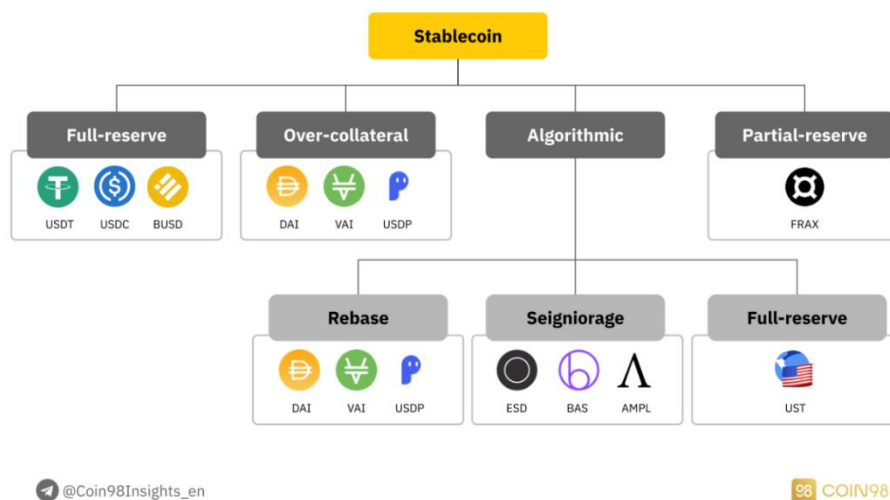 Stablecoin
Full-reserve
Over-collateral
Algorithmic
Partial-reserve
USDT USDC BUSD
DAI VAI USDP
FRAX
Rebase
Seigniorage
Full-reserve
DAI VAI USDP
ESD BAS AMPL
UST
@Coin98Insights_en
98 COIN98